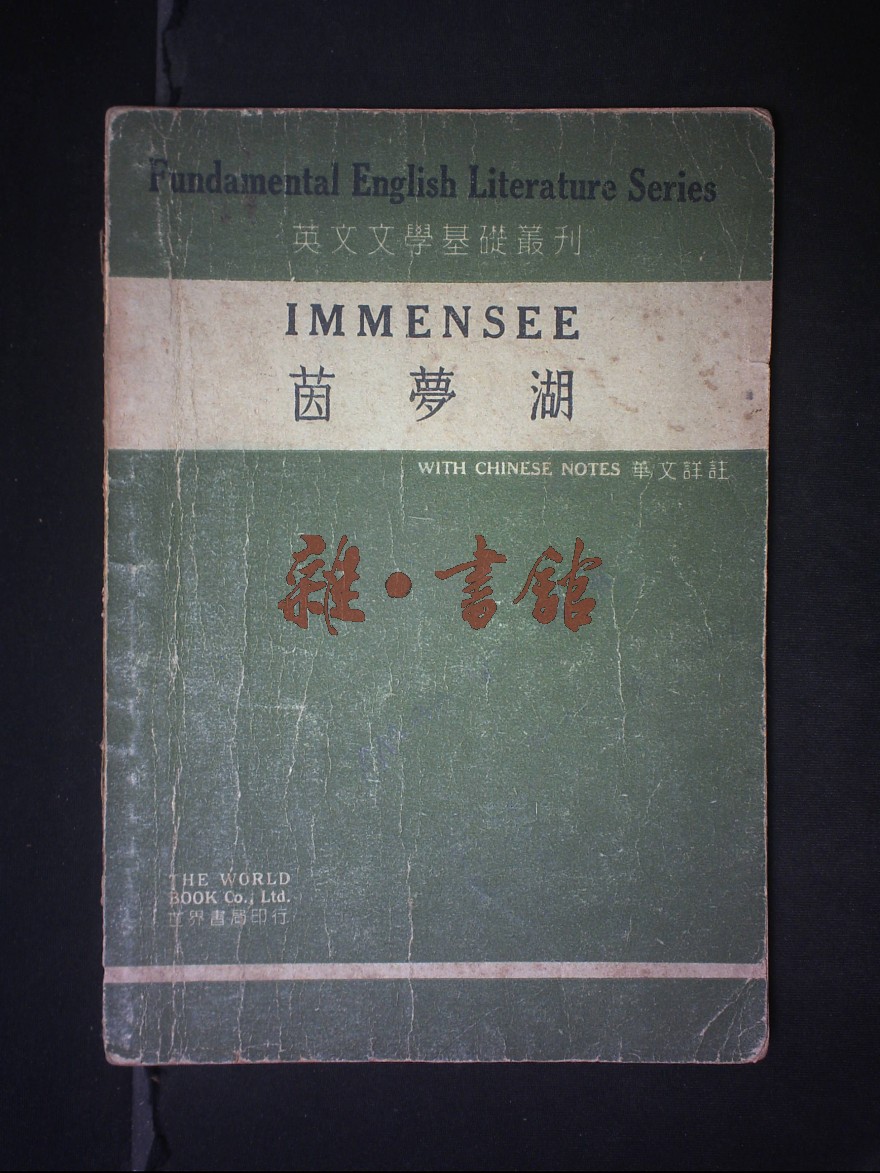 Fundamental English Literature Series
英文文學基礎叢刊
IMMENSEE
茵夢湖
WITH CHINESE NOTES 華文詳註
雜·書館
THE WORLD
BOOK Co., Ltd.
世界書局印行